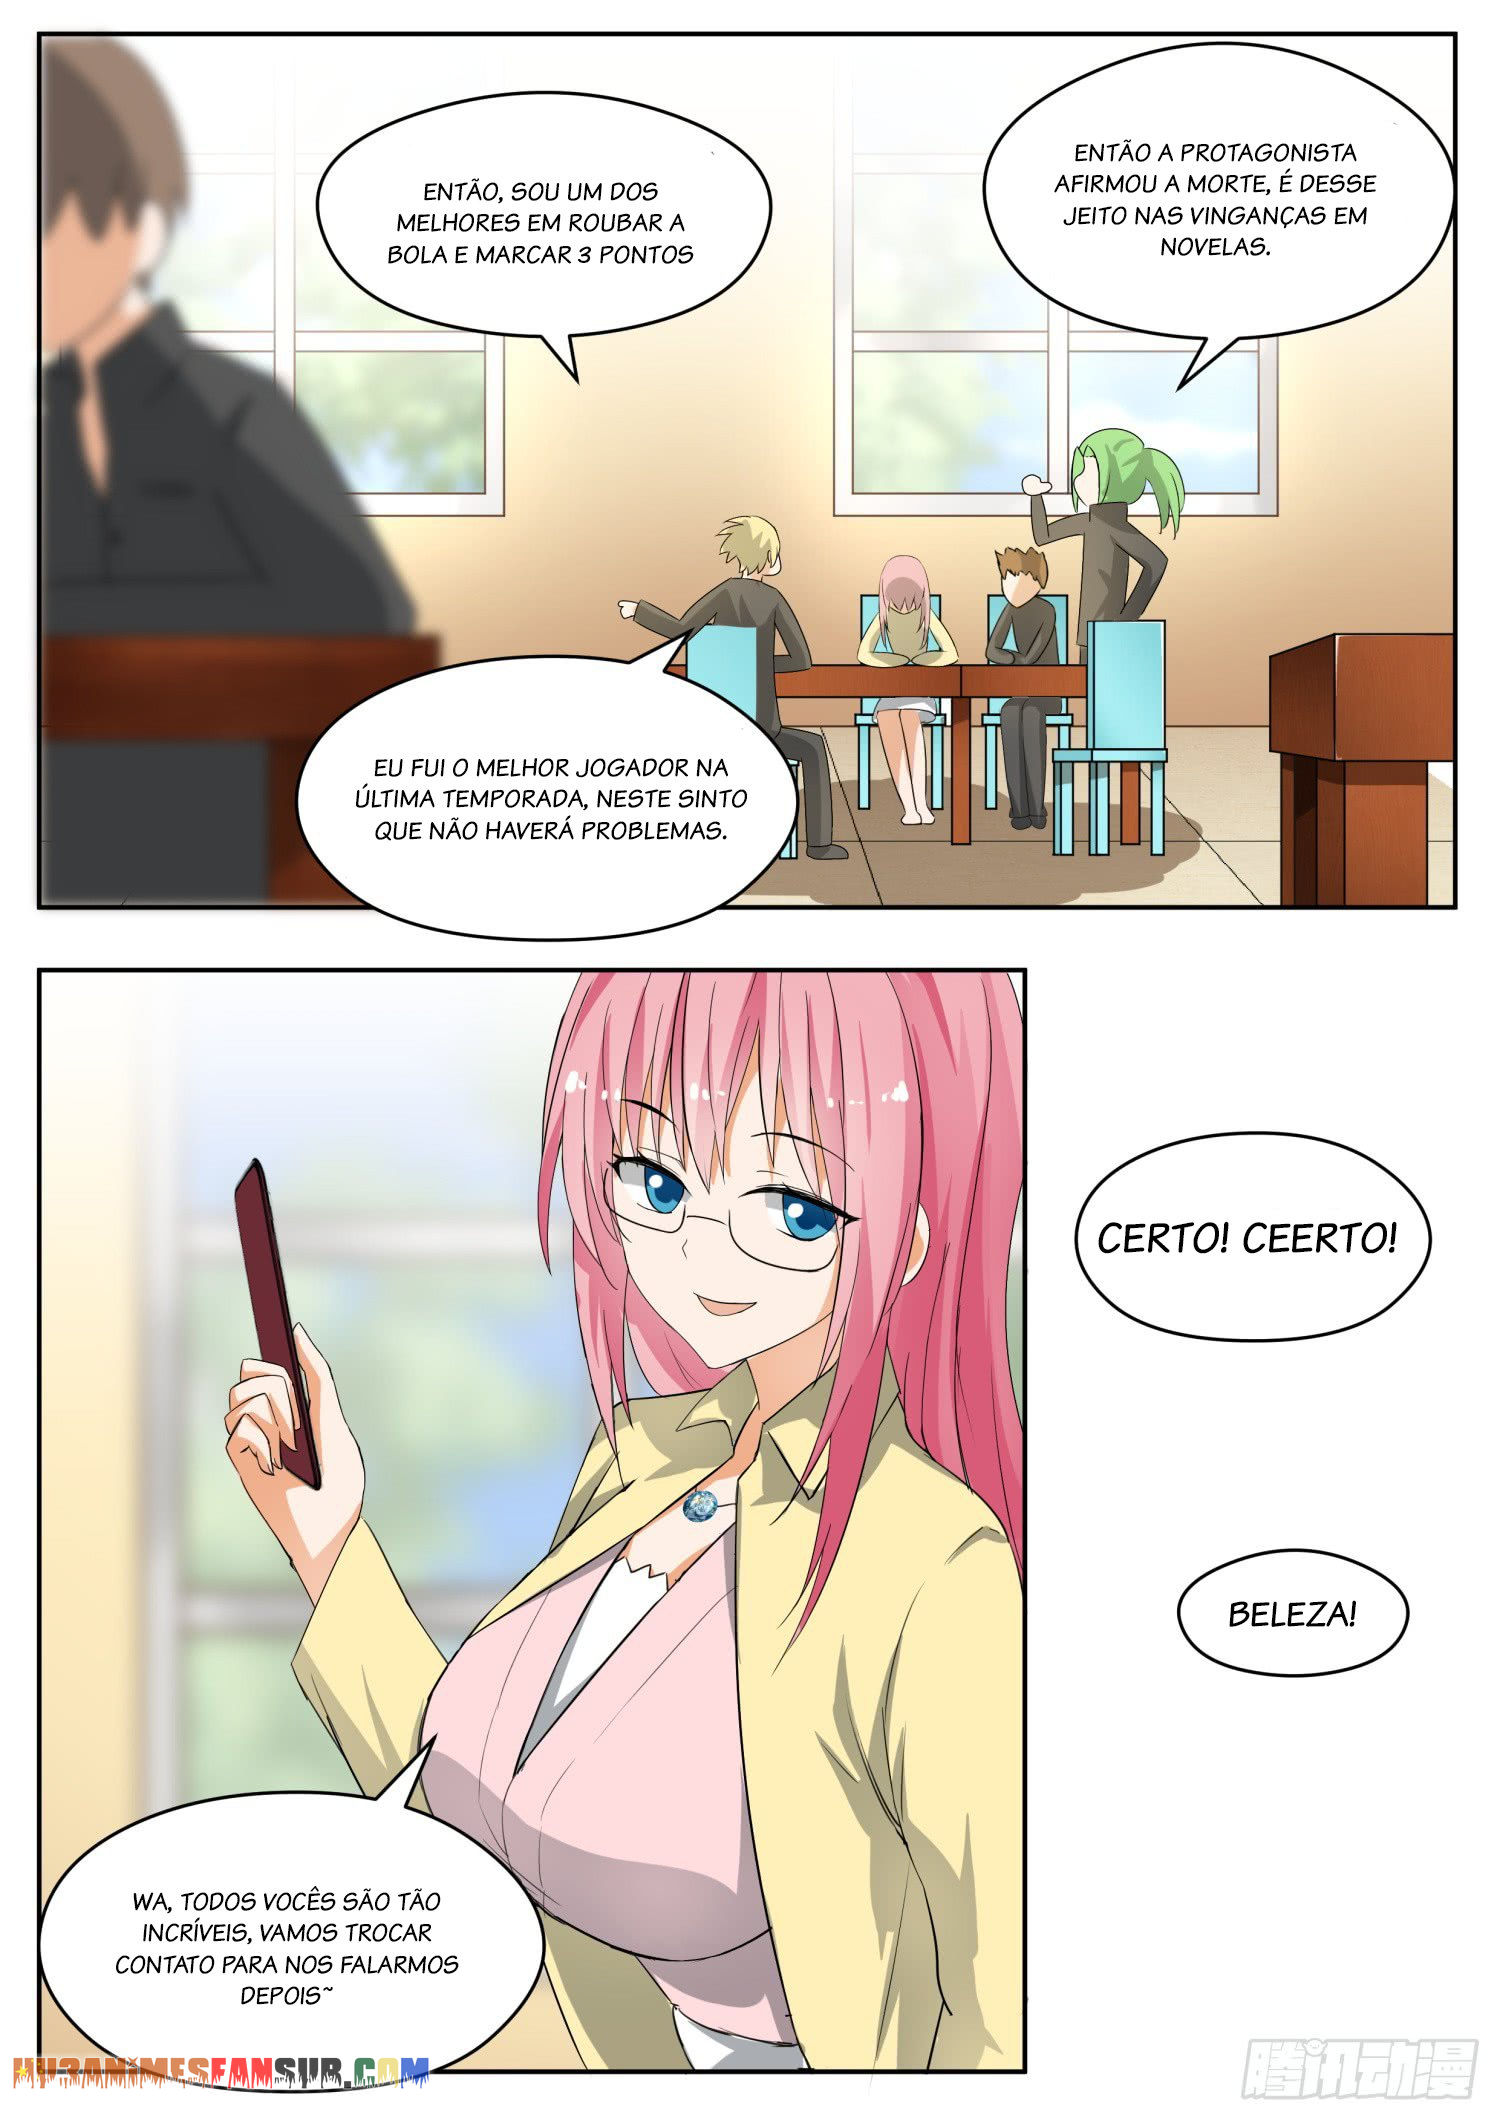 ENTÃO, SOU UM DOS
MELHORES EM ROUBAR A
BOLA E MARCAR 3 PONTOS
ENTÃO A PROTAGONISTA
AFIRMOU A MORTE, É DESSE
JEITO NAS VINGANÇAS EM
NOVELAS.
EU FUI O MELHOR JOGADOR NA
ÚLTIMA TEMPORADA, NESTE SINTO
QUE NÃO HAVERÁ PROBLEMAS.
CERTO! CEERTO!
BELEZA!
WA, TODOS VOCÊS SÃO TÃO
INCRÍVEIS, VAMOS TROCAR
CONTATO PARA NOS FALARMOS
DEPOIS~
HU3ANIMESFANSUB.COM
腾讯动漫